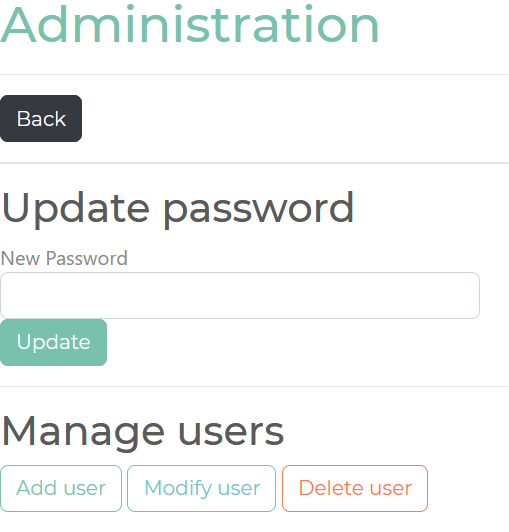 Administration
Back
Update password
New Password
Update
Manage users
Add user Modify user Delete user